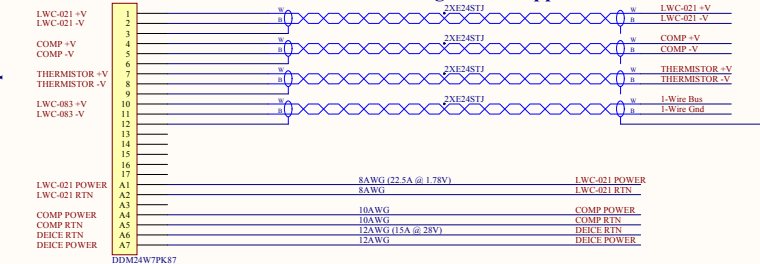 LWC-021 +V 1 W 2XE24STJ W LWC-021 +V
LWC-021 -V 2 B B LWC-021 -V
3
COMP +V 4 W 2XE24STJ W COMP +V
COMP -V 5 B B COMP -V
6
THERMISTOR +V 7 W 2XE24STJ W THERMISTOR +V
THERMISTOR -V 8 B B THERMISTOR -V
9
LWC-083 +V 10 W 2XE24STJ W 1-Wire Bus
LWC-083 -V 11 B B 1-Wire Gnd
12
13
14
15
16
17
LWC-021 POWER A1 8AWG (22.5A @ 1.78V) LWC-021 POWER
LWC-021 RTN A2 8AWG LWC-021 RTN
A3
COMP POWER A4 10AWG COMP POWER
COMP RTN A5 10AWG COMP RTN
DEICE RTN A6 12AWG (15A @ 28V) DEICE RTN
DEICE POWER A7 12AWG DEICE POWER
DDM24W7PK87